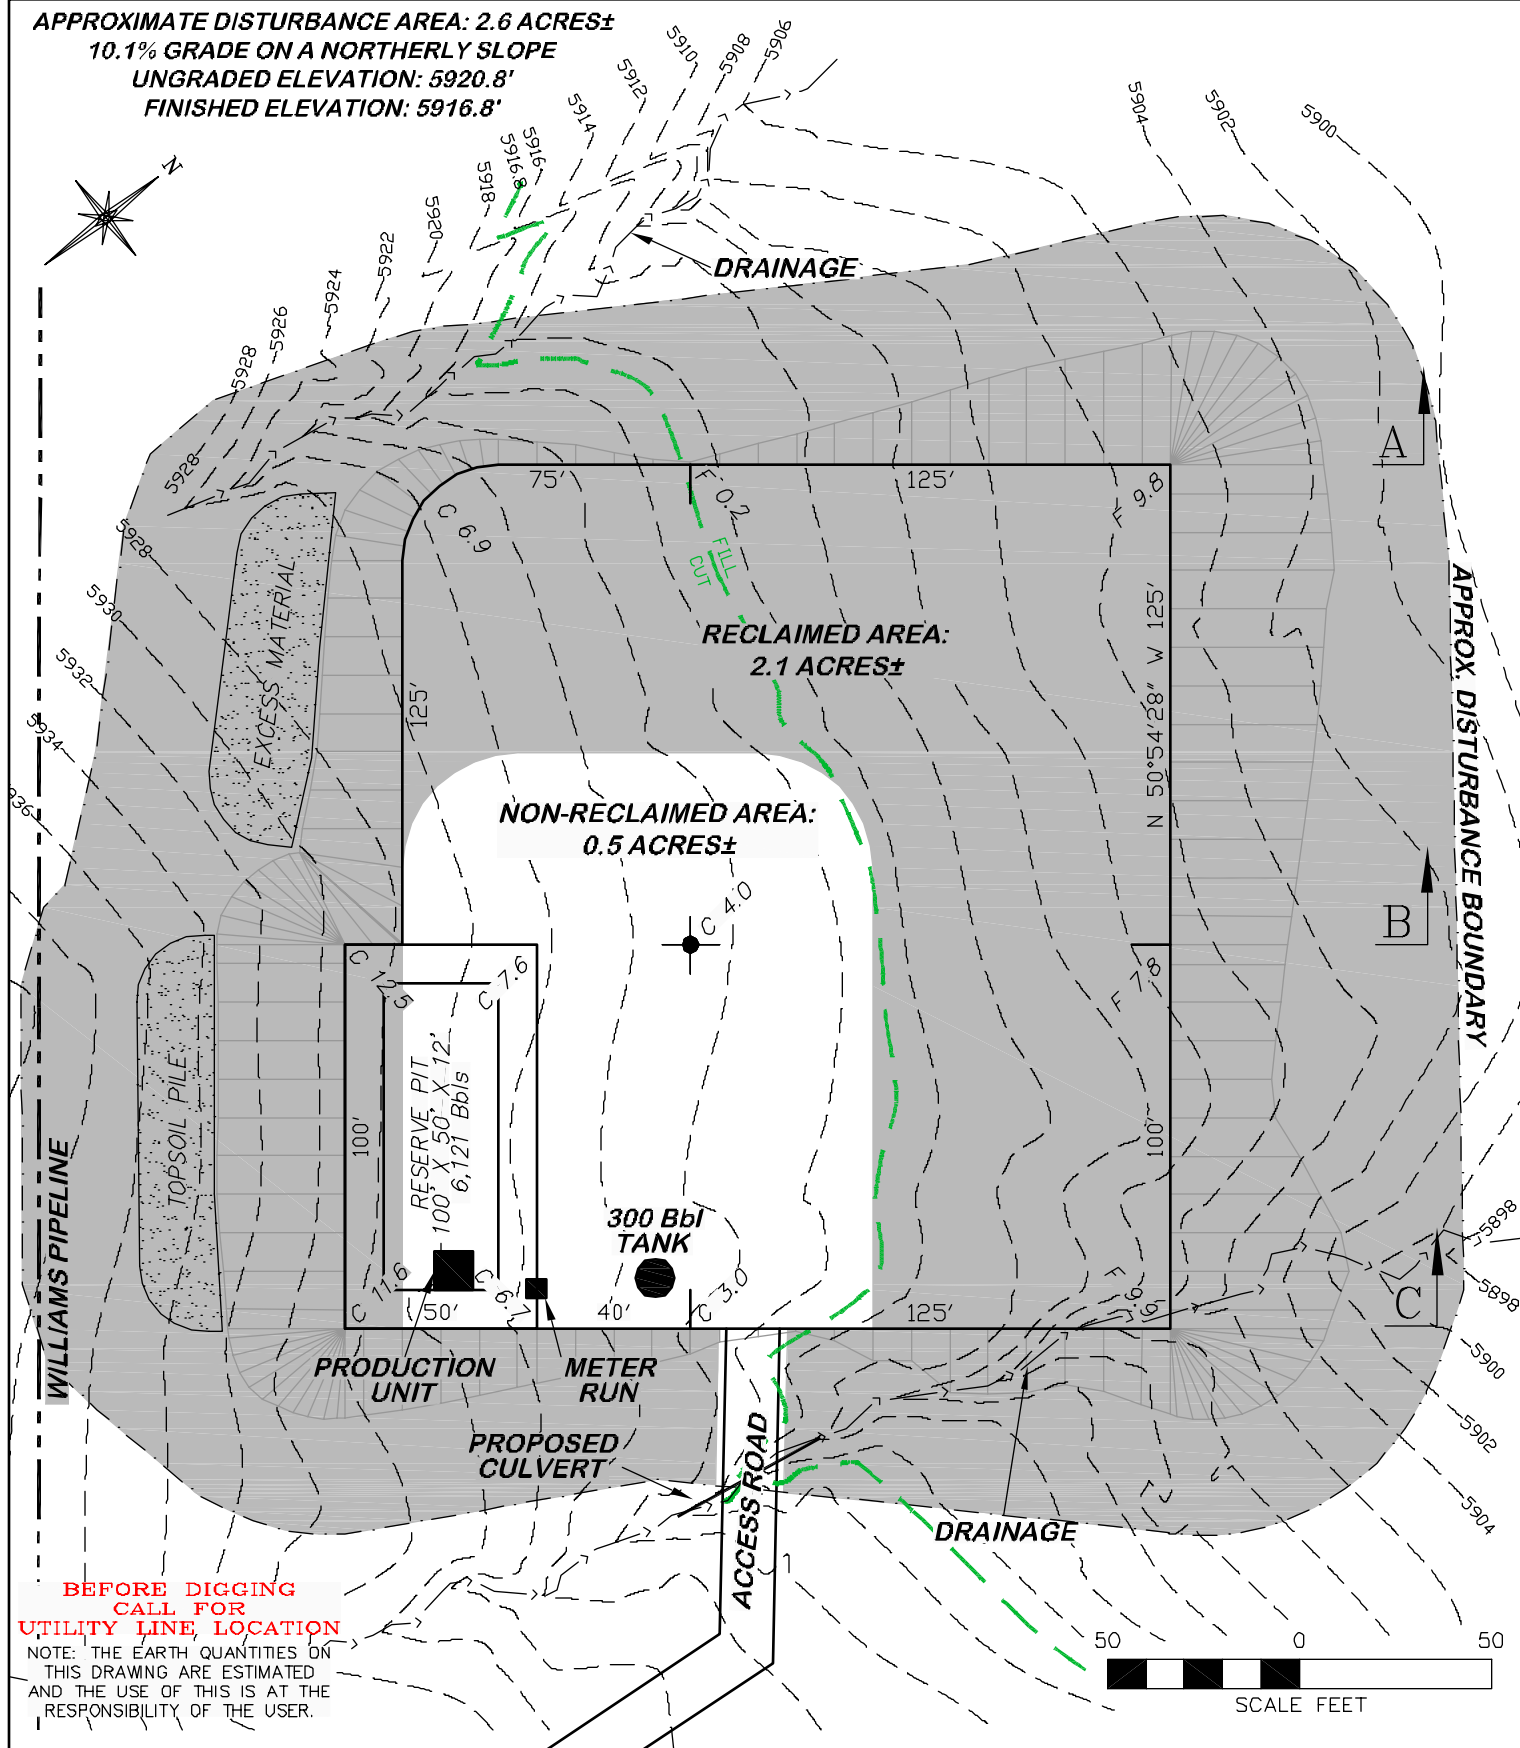 APPROXIMATE DISTURBANCE AREA: 2.6 ACRES±
10.1% GRADE ON A NORTHERLY SLOPE
UNGRADED ELEVATION: 5920.8'
FINISHED ELEVATION: 5916.8'
N
5906
5908
5910
5912
5914
5916
5916.8
5918
5920
5922
5924
5926
5928
5928
5928
5930
5932
5934
5904
5902
5900
DRAINAGE
A
75'
125'
F 0.2
F 9.8
C 6.9
FILL
CUT
EXCESS MATERIAL
RECLAIMED AREA:
2.1 ACRES±
125'
N 50°54'28" W 125'
APPROX. DISTURBANCE BOUNDARY
NON-RECLAIMED AREA:
0.5 ACRES±
C 4.0
B
C 12.5
C 7.6
F 7.8
RESERVE PIT
100' X 50' X 12'
6,121 Bbls
TOPSOIL PILE
100'
100'
WILLIAMS PIPELINE
300 Bbl
TANK
C 11.6
C 6.7
C 3.0
F 9.9
50'
40'
125'
C
5898
5898
5900
5902
5904
PRODUCTION
UNIT
METER
RUN
PROPOSED
CULVERT
ACCESS ROAD
DRAINAGE
BEFORE DIGGING
CALL FOR
UTILITY LINE LOCATION
NOTE: THE EARTH QUANTITIES ON
THIS DRAWING ARE ESTIMATED
AND THE USE OF THIS IS AT THE
RESPONSIBILITY OF THE USER.
50 0 50
SCALE FEET